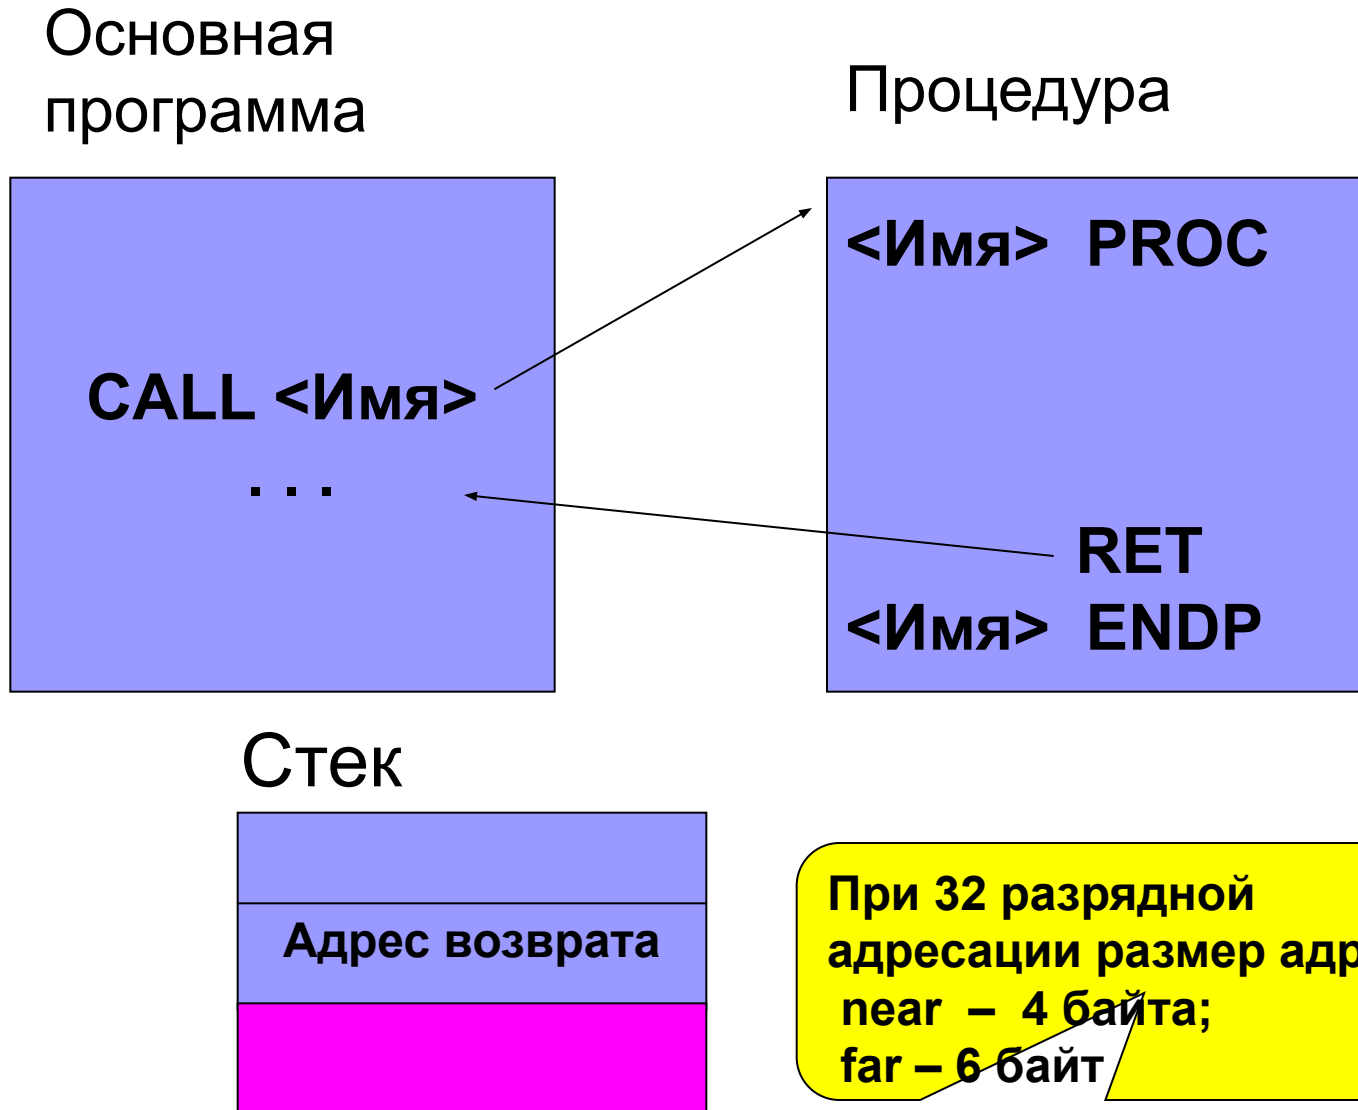 Основная
программа
Процедура
<Имя> PROC
CALL <Имя>
. . .
RET
<Имя> ENDP
Стек
Адрес возврата
При 32 разрядной
адресации размер
near – 4 байта;
far – 6 байт